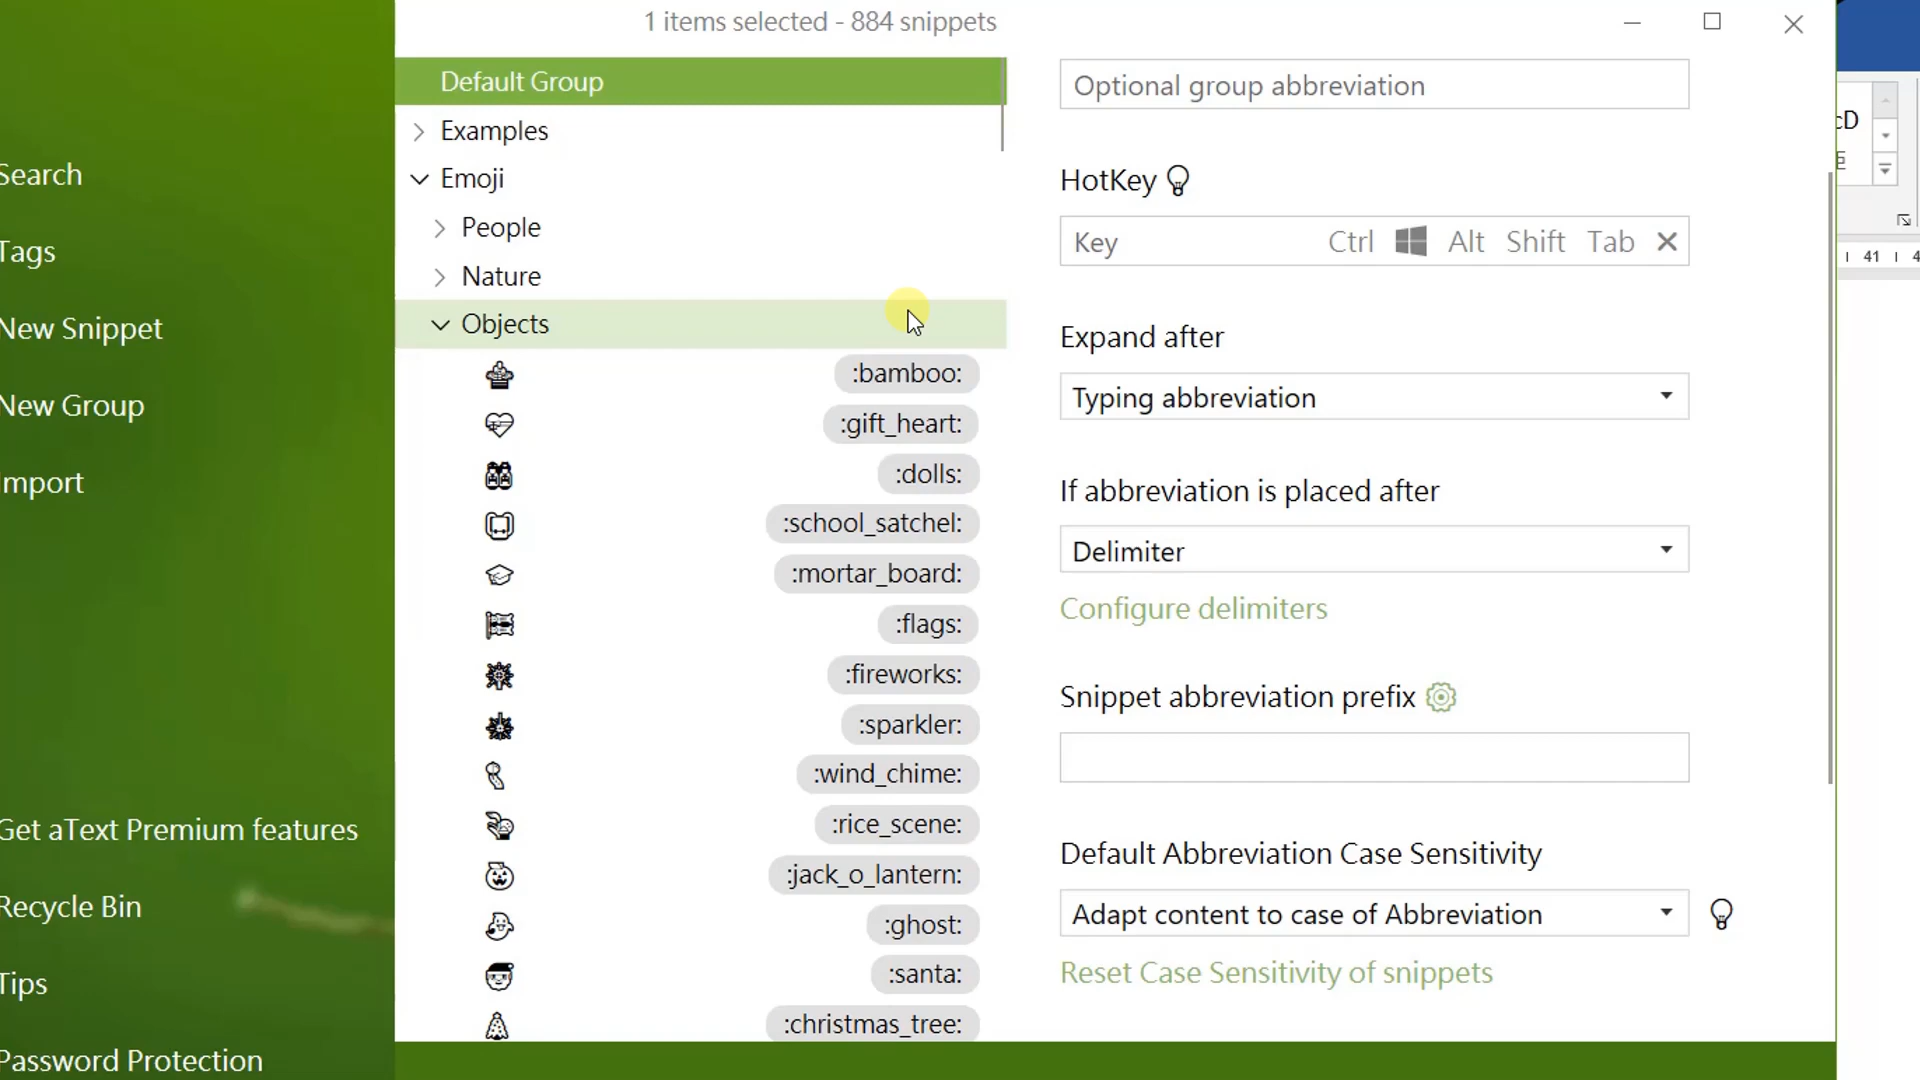 1 items selected - 884 snippets
Search
Tags
New Snippet
New Group
Import
Get aText Premium features
Recycle Bin
Tips
Password Protection
Default Group
Examples
Emoji
People
Nature
Objects
:bamboo:
:gift_heart:
:dolls:
:school_satchel:
:mortar_board:
:flags:
:fireworks:
:sparkler:
:wind_chime:
:rice_scene:
:jack_o_lantern:
:ghost:
:santa:
:christmas_tree:
Optional group abbreviation
HotKey
Key Ctrl Alt Shift Tab
Expand after
Typing abbreviation
If abbreviation is placed after
Delimiter
Configure delimiters
Snippet abbreviation prefix
Default Abbreviation Case Sensitivity
Adapt content to case of Abbreviation
Reset Case Sensitivity of snippets
cD
41